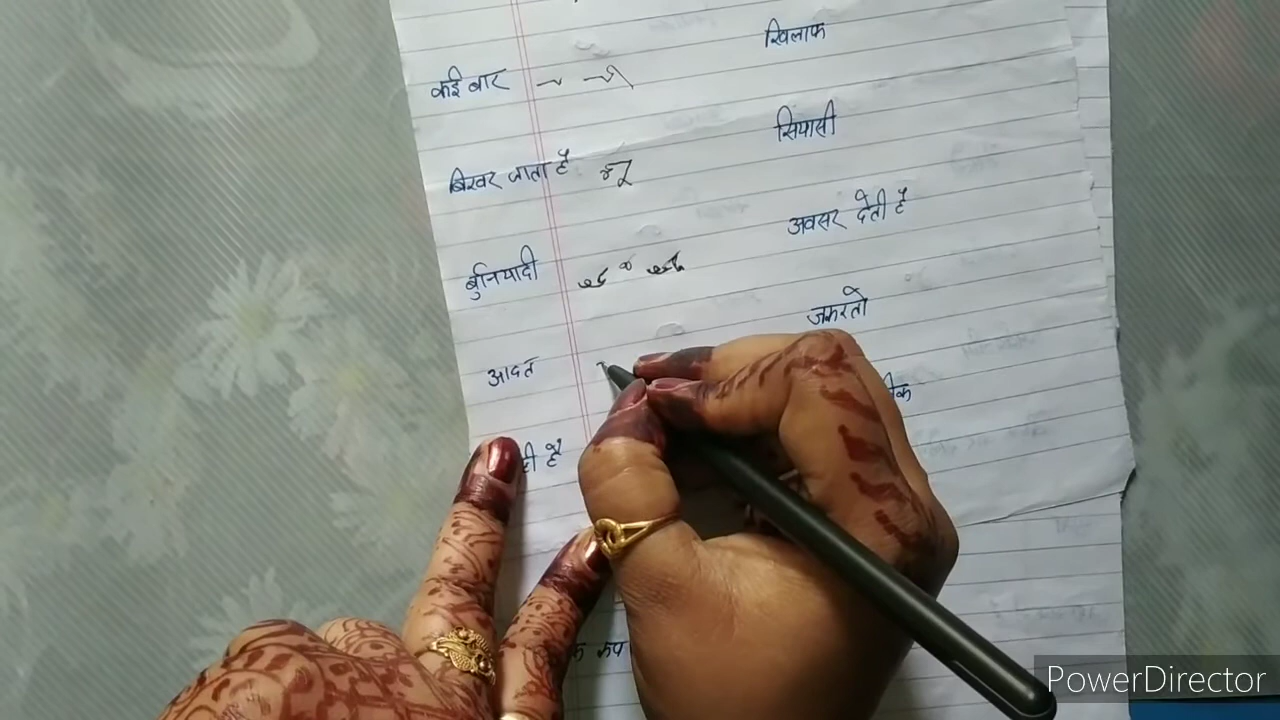 कई बार
खिलाफ
बिखर जाता है
सियासी
बुनियादी
अवसर देती है
आदत
जरूरतो
है
रूप
PowerDirector